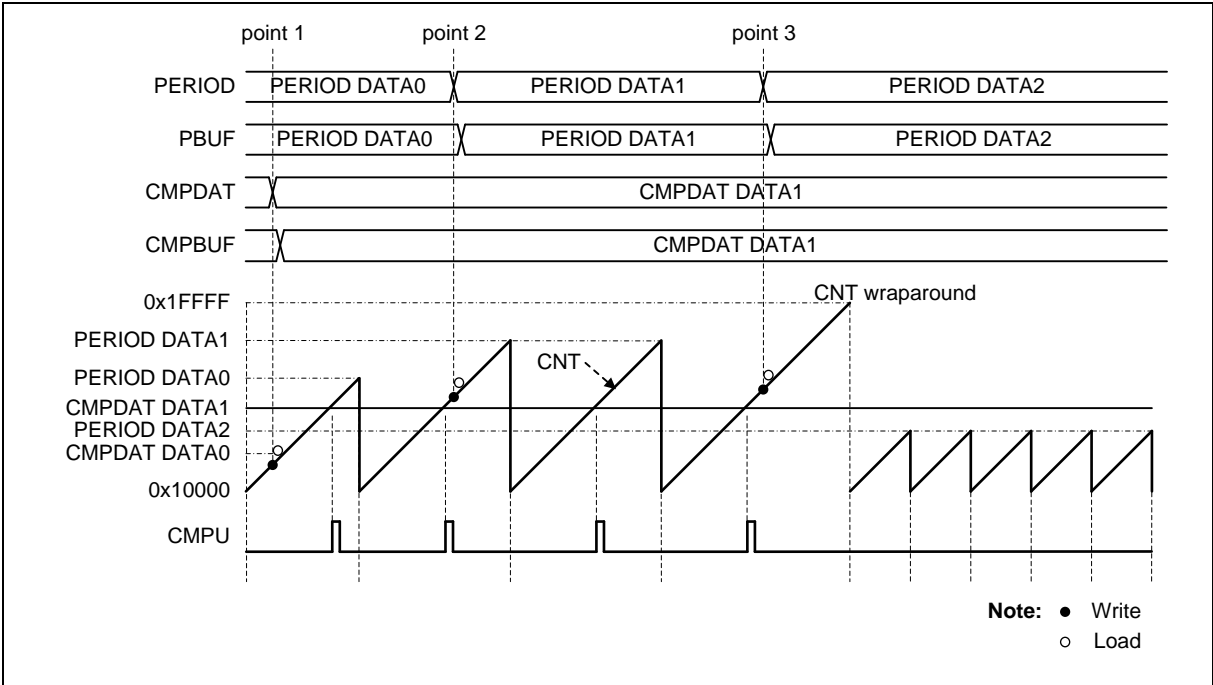 point 1 point 2 point 3
PERIOD PERIOD DATA0 PERIOD DATA1 PERIOD DATA2
PBUF PERIOD DATA0 PERIOD DATA1 PERIOD DATA2
CMPDAT CMPDAT DATA1
CMPBUF CMPDAT DATA1
0x1FFFF CNT wraparound
PERIOD DATA1
CNT
PERIOD DATA0
CMPDAT DATA1
PERIOD DATA2
CMPDAT DATA0
0x10000
CMPU
Note: ● Write
○ Load